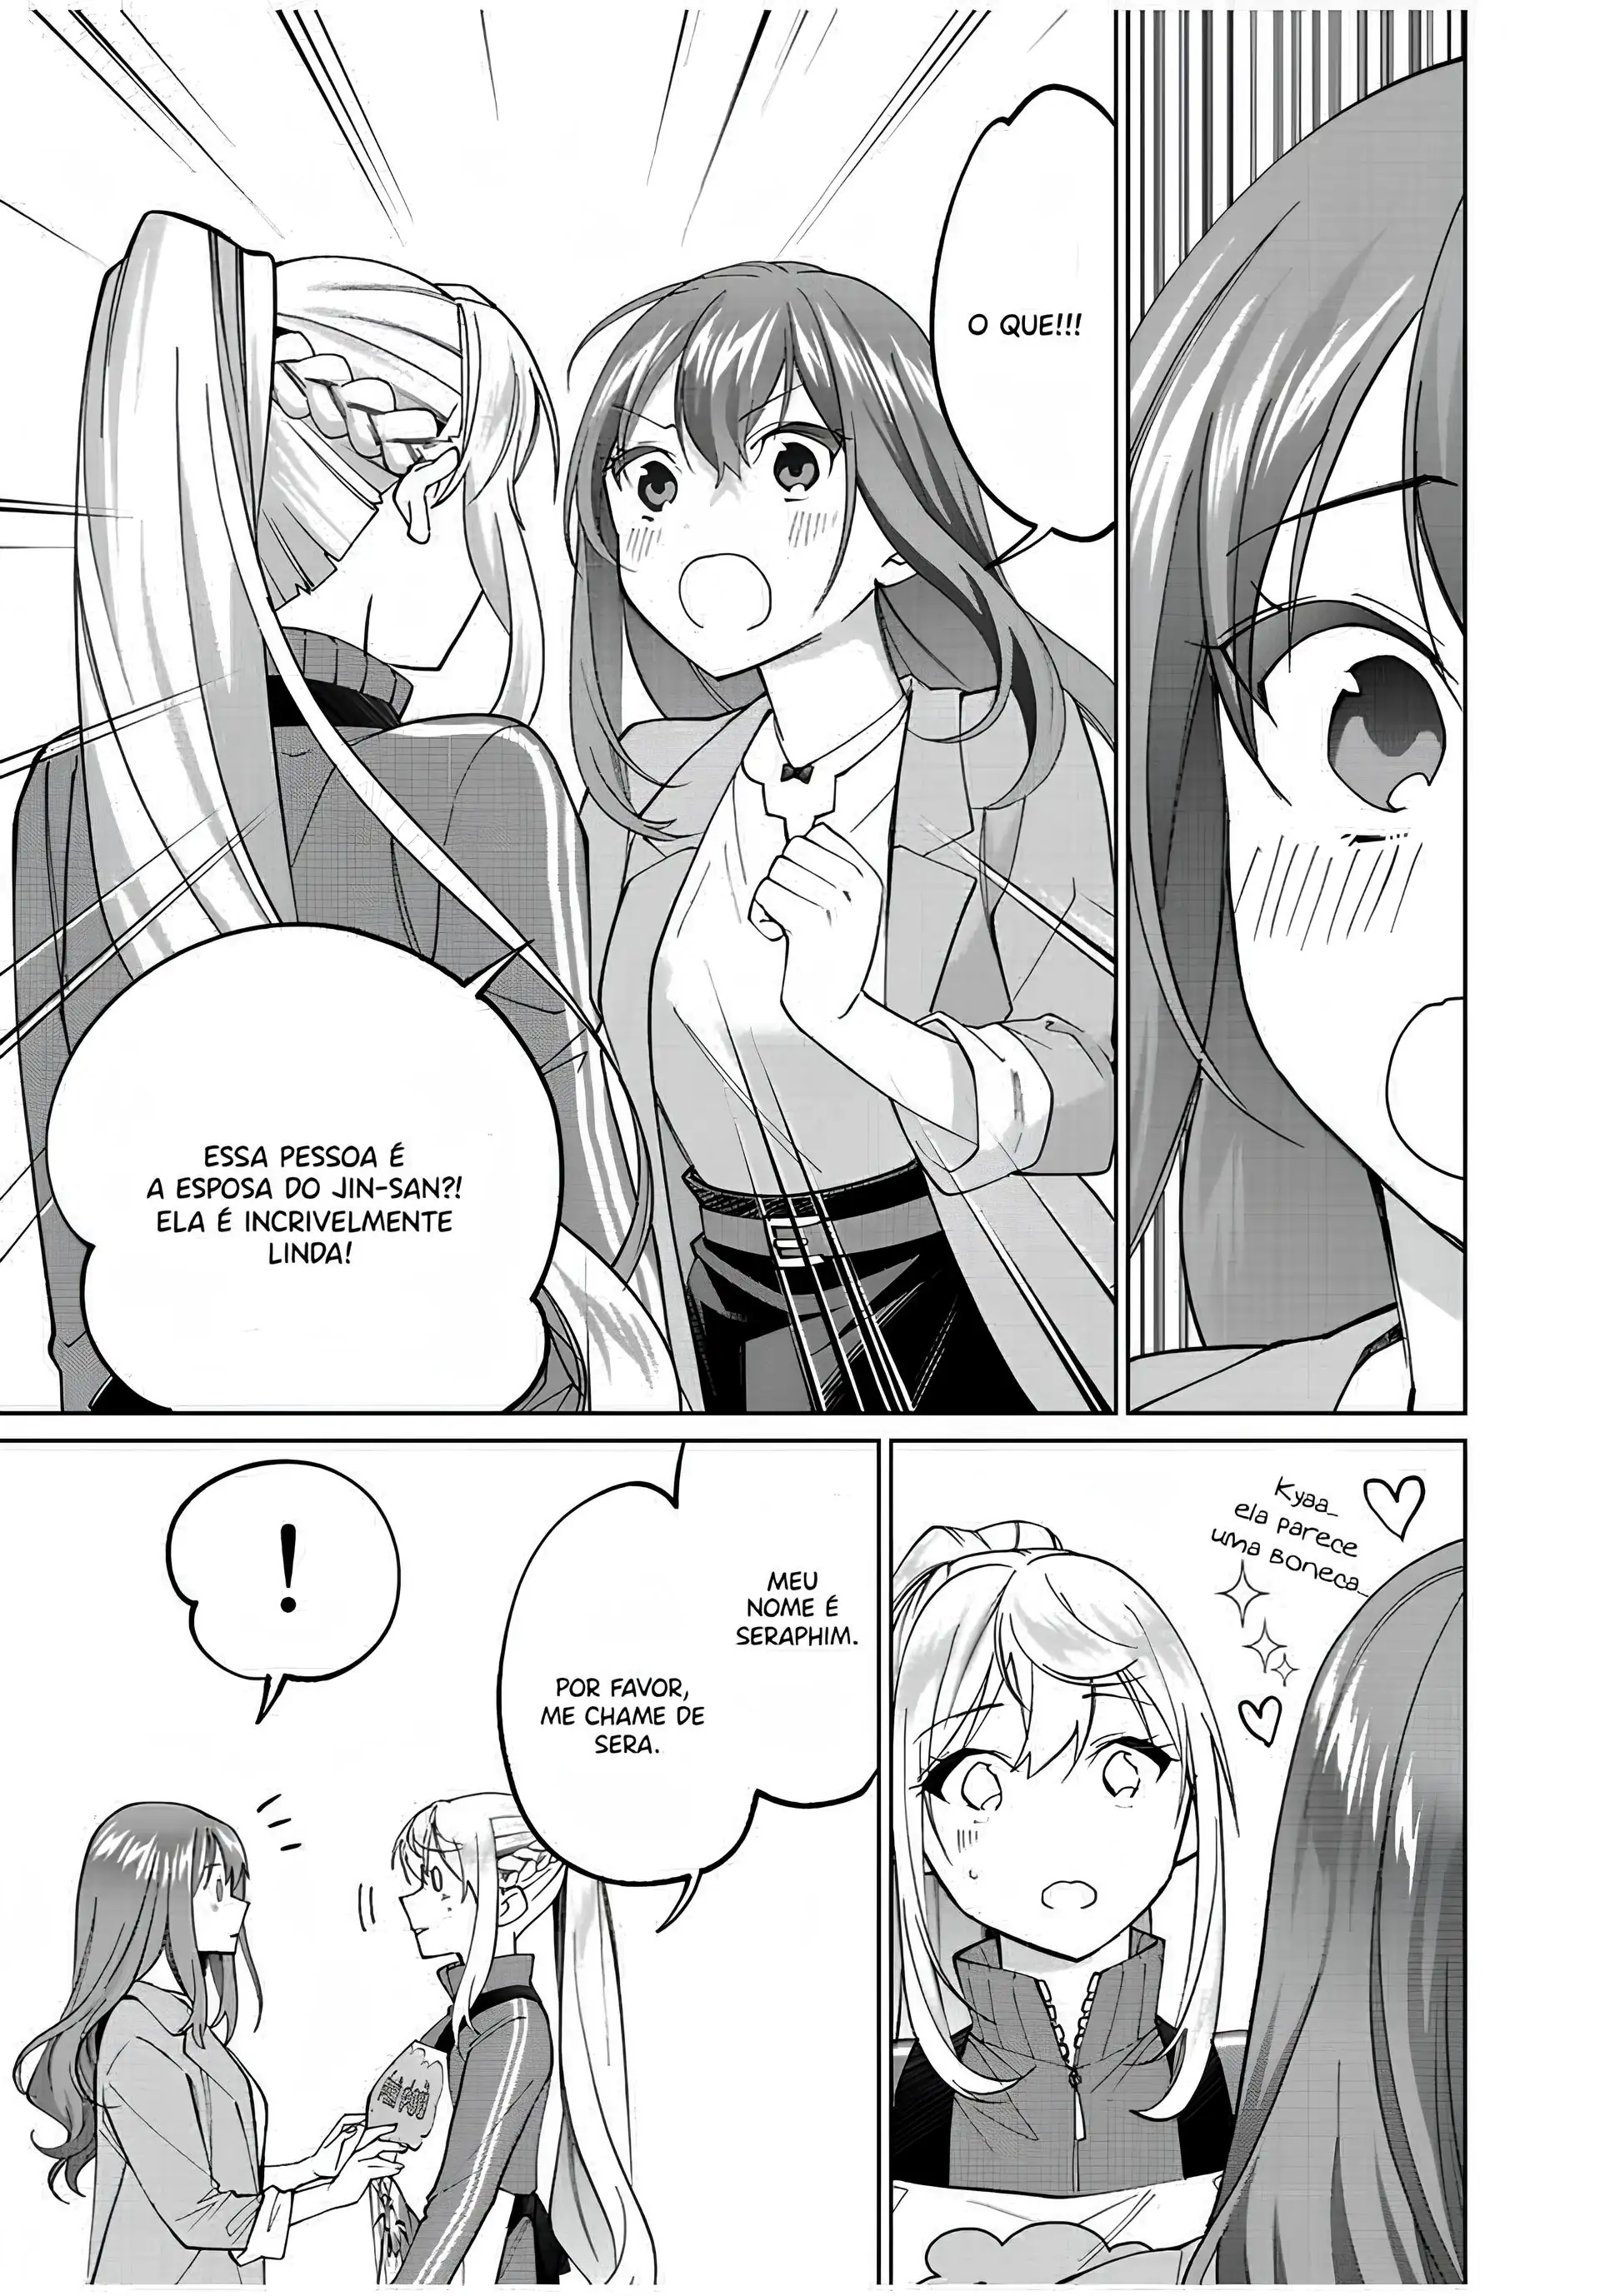 O QUE!!!
ESSA PESSOA É
A ESPOSA DO JIN-SAN?!
ELA É INCRIVELMENTE
LINDA!
Kyaa_
ela parece
uma boneca_
MEU
NOME É
SERAPHIM.
POR FAVOR,
ME CHAME DE
SERA.
!